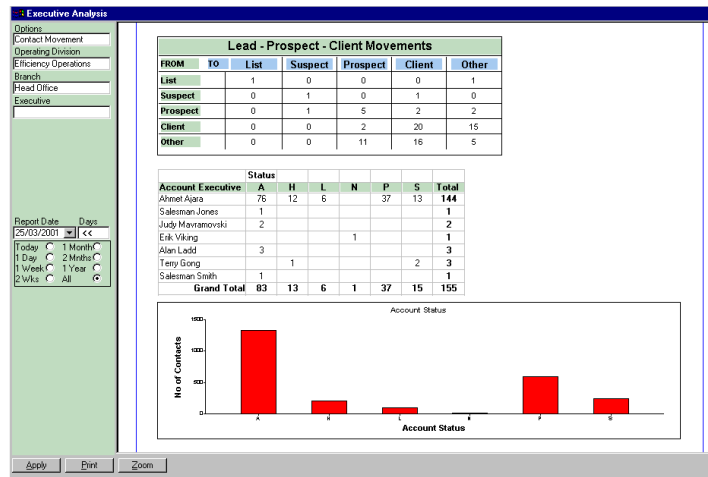 Executive Analysis
Options
Contact Movement
Operating Division
Efficiency Operations
Branch
Head Office
Executive
Report Date Days
25/03/2001 <<
Today 1 Month
1 Day 2 Mnths
1 Week 1 Year
2 Wks All
Lead - Prospect - Client Movements
FROM TO List Suspect Prospect Client Other
List 1 0 0 0 1
Suspect 0 1 0 1 0
Prospect 0 1 5 2 2
Client 0 0 2 20 15
Other 0 0 11 16 5
Status
Account Executive A H L N P S Total
Ahmet Ajara 76 12 6 37 13 144
Salesman Jones 1 1
Judy Mavramovski 2 2
Erik Viking 1 1
Alan Ladd 3 3
Terry Gong 1 2 3
Salesman Smith 1 1
Grand Total 83 13 6 1 37 15 155
Account Status
No of Contacts
1500
1000
500
0
A H L N P S
Account Status
Apply Print Zoom